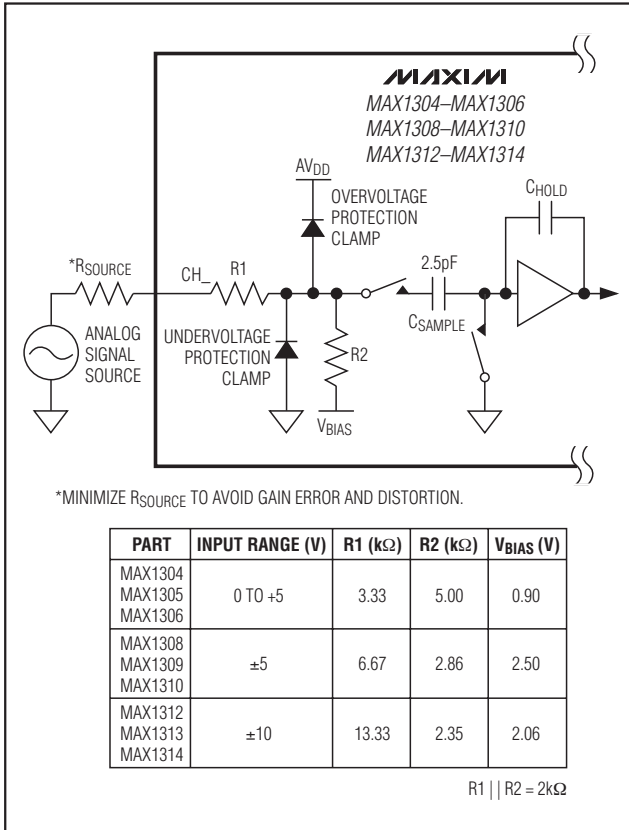 MAXIM
MAX1304–MAX1306
MAX1308–MAX1310
MAX1312–MAX1314
AVDD
OVERVOLTAGE
PROTECTION
CLAMP
CHOLD
*RSOURCE
CH_
R1
2.5pF
CSAMPLE
ANALOG
SIGNAL
SOURCE
UNDERVOLTAGE
PROTECTION
CLAMP
R2
VBIAS
*MINIMIZE RSOURCE TO AVOID GAIN ERROR AND DISTORTION.
PART INPUT RANGE (V) R1 (kΩ) R2 (kΩ) VBIAS (V)
MAX1304
MAX1305
MAX1306
0 TO +5 3.33 5.00 0.90
MAX1308
MAX1309
MAX1310
±5 6.67 2.86 2.50
MAX1312
MAX1313
MAX1314
±10 13.33 2.35 2.06
R1 || R2 = 2kΩ